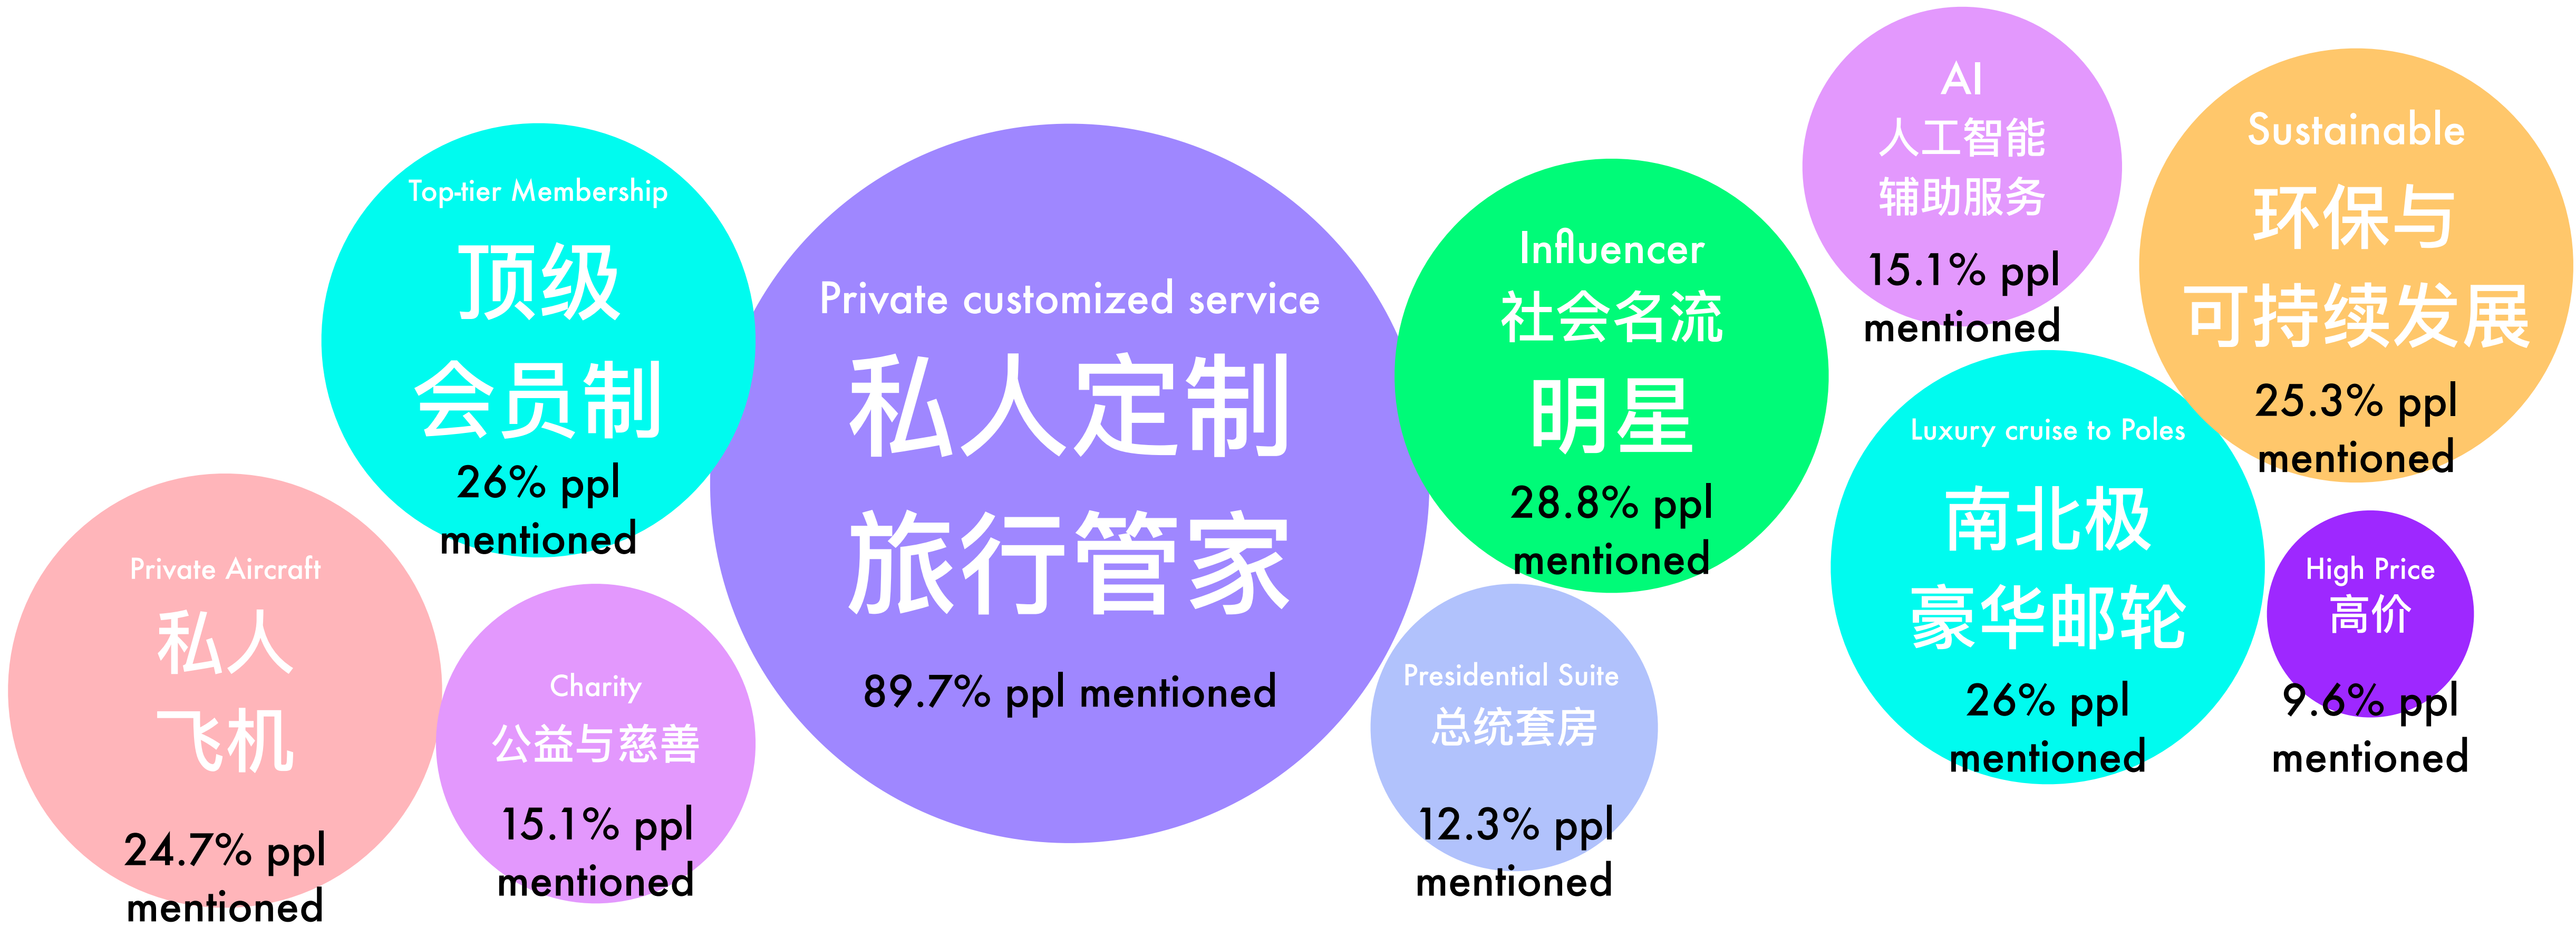 Private Aircraft
私人
飞机
24.7% ppl
mentioned
Top-tier Membership
顶级
会员制
26% ppl
mentioned
Charity
公益与慈善
15.1% ppl
mentioned
Private customized service
私人定制
旅行管家
89.7% ppl mentioned
Influencer
社会名流
明星
28.8% ppl
mentioned
Presidential Suite
总统套房
12.3% ppl
mentioned
AI
人工智能
辅助服务
15.1% ppl
mentioned
Luxury cruise to Poles
南北极
豪华邮轮
26% ppl
mentioned
Sustainable
环保与
可持续发展
25.3% ppl
mentioned
High Price
高价
9.6% ppl
mentioned